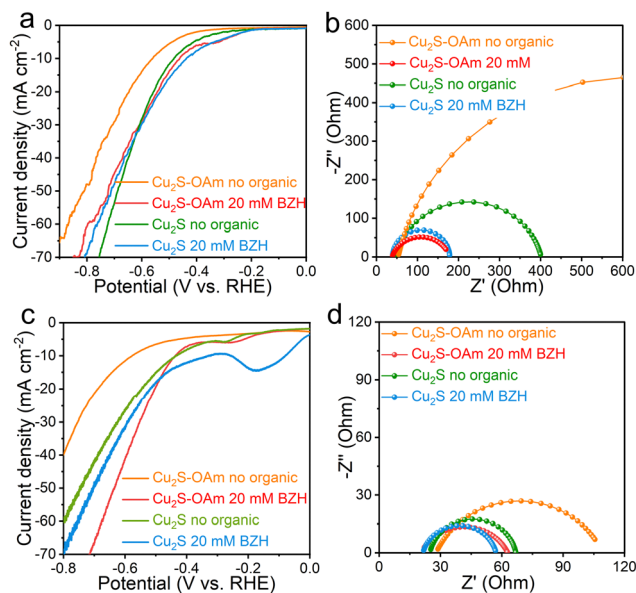 a
Current density (mA cm⁻²)
0
-10
-20
-30
-40
-50
-60
-70
Cu₂S-OAm no organic
Cu₂S-OAm 20 mM BZH
Cu₂S no organic
Cu₂S 20 mM BZH
-0.8 -0.6 -0.4 -0.2 0.0
Potential (V vs. RHE)
b
-Z'' (Ohm)
600
500
400
300
200
100
0
Cu₂S-OAm no organic
Cu₂S-OAm 20 mM
Cu₂S no organic
Cu₂S 20 mM BZH
0 100 200 300 400 500 600
Z' (Ohm)
c
Current density (mA cm⁻²)
0
-10
-20
-30
-40
-50
-60
-70
Cu₂S-OAm no organic
Cu₂S-OAm 20 mM BZH
Cu₂S no organic
Cu₂S 20 mM BZH
-0.8 -0.6 -0.4 -0.2 0.0
Potential (V vs. RHE)
d
-Z'' (Ohm)
120
90
60
30
0
Cu₂S-OAm no organic
Cu₂S-OAm 20 mM BZH
Cu₂S no organic
Cu₂S 20 mM BZH
0 30 60 90 120
Z' (Ohm)